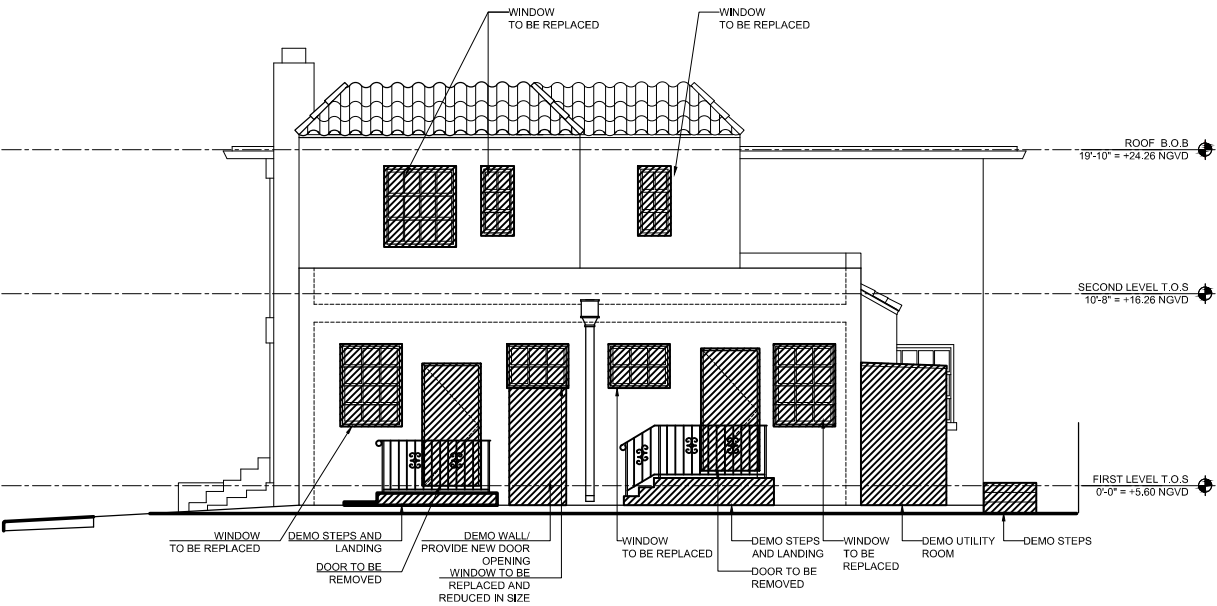 WINDOW
TO BE REPLACED
WINDOW
TO BE REPLACED
ROOF B.O.B
19'-10" = +24.26 NGVD
SECOND LEVEL T.O.S
10'-8" = +16.26 NGVD
FIRST LEVEL T.O.S
0'-0" = +5.60 NGVD
WINDOW
TO BE REPLACED
DEMO STEPS AND
LANDING
DOOR TO BE
REMOVED
DEMO WALL/
PROVIDE NEW DOOR
OPENING
WINDOW TO BE
REPLACED AND
REDUCED IN SIZE
WINDOW
TO BE REPLACED
DEMO STEPS
AND LANDING
DOOR TO BE
REMOVED
WINDOW
TO BE
REPLACED
DEMO UTILITY
ROOM
DEMO STEPS